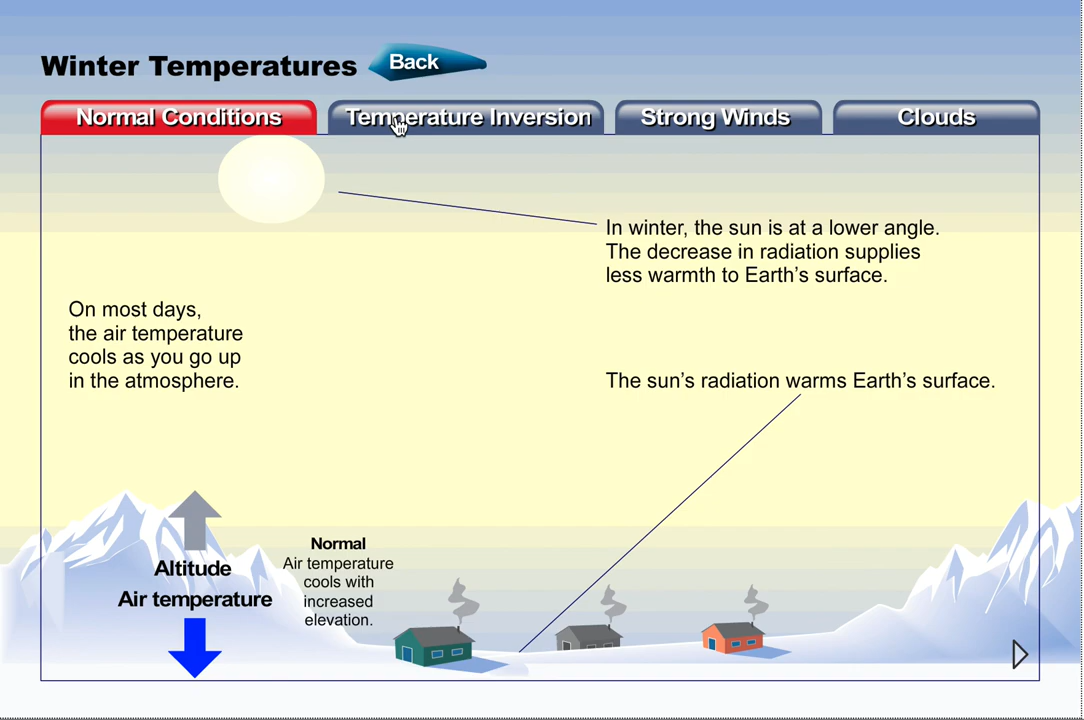 Winter Temperatures
Back
Normal Conditions
Temperature Inversion
Strong Winds
Clouds
In winter, the sun is at a lower angle.
The decrease in radiation supplies
less warmth to Earth's surface.
On most days,
the air temperature
cools as you go up
in the atmosphere.
The sun's radiation warms Earth's surface.
Altitude
Air temperature
Normal
Air temperature
cools with
increased
elevation.